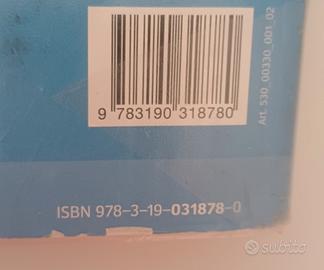 9 783190 318780
Art. 530_00330_001_02
ISBN 978-3-19-031878-0
subito